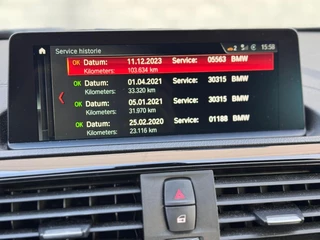 2 15:58
Service historie
OK Datum: 11.12.2023 Service: 05563 BMW
Kilometers: 103.634 km
OK Datum: 01.04.2021 Service: 30315 BMW
Kilometers: 33.320 km
OK Datum: 05.01.2021 Service: 30315 BMW
Kilometers: 31.970 km
OK Datum: 25.02.2020 Service: 01188 BMW
Kilometers: 23.116 km